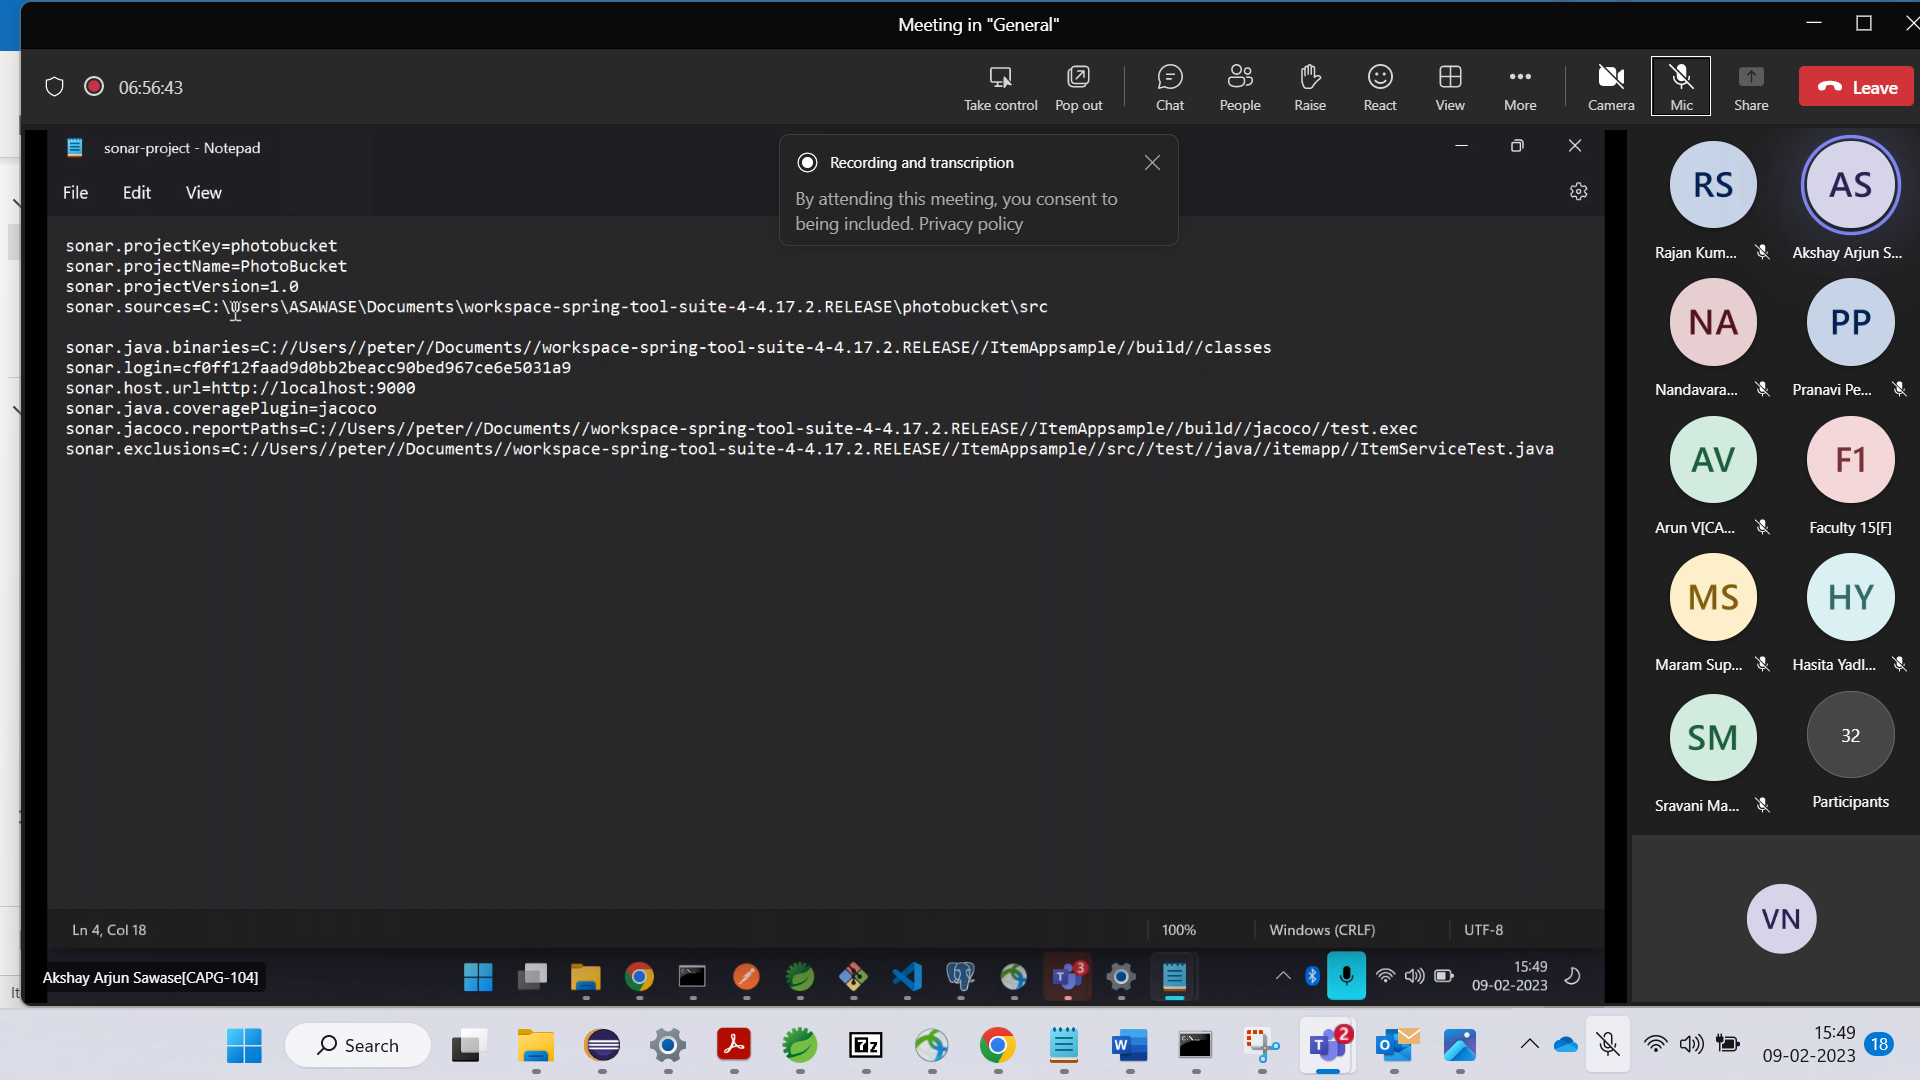 Meeting in "General"
06:56:43
Take control
Pop out
Chat
People
Raise
React
View
More
Camera
Mic
Share
Leave
sonar-project - Notepad
File
Edit
View
Recording and transcription
By attending this meeting, you consent to
being included. Privacy policy
sonar.projectKey=photobucket
sonar.projectName=PhotoBucket
sonar.projectVersion=1.0
sonar.sources=C:\Users\ASAWASE\Documents\workspace-spring-tool-suite-4-4.17.2.RELEASE\photobucket\src
sonar.java.binaries=C://Users//peter//Documents//workspace-spring-tool-suite-4-4.17.2.RELEASE//ItemAppsample//build//classes
sonar.login=cf0ff12faad9d0bb2beacc90bed967ce6e5031a9
sonar.host.url=http://localhost:9000
sonar.java.coveragePlugin=jacoco
sonar.jacoco.reportPaths=C://Users//peter//Documents//workspace-spring-tool-suite-4-4.17.2.RELEASE//ItemAppsample//build//jacoco//test.exec
sonar.exclusions=C://Users//peter//Documents//workspace-spring-tool-suite-4-4.17.2.RELEASE//ItemAppsample//src//test//java//itemapp//ItemServiceTest.java
Ln 4, Col 18
100%
Windows (CRLF)
UTF-8
RS
AS
Rajan Kum...
Akshay Arjun S...
NA
PP
Nandavara...
Pranavi Pe...
AV
F1
Arun V[CA...
Faculty 15[F]
MS
HY
Maram Sup...
Hasita Yadl...
SM
32
Sravani Ma...
Participants
VN
It
Akshay Arjun Sawase[CAPG-104]
3
15:49
09-02-2023
Search
7z
W
2
15:49
09-02-2023
18